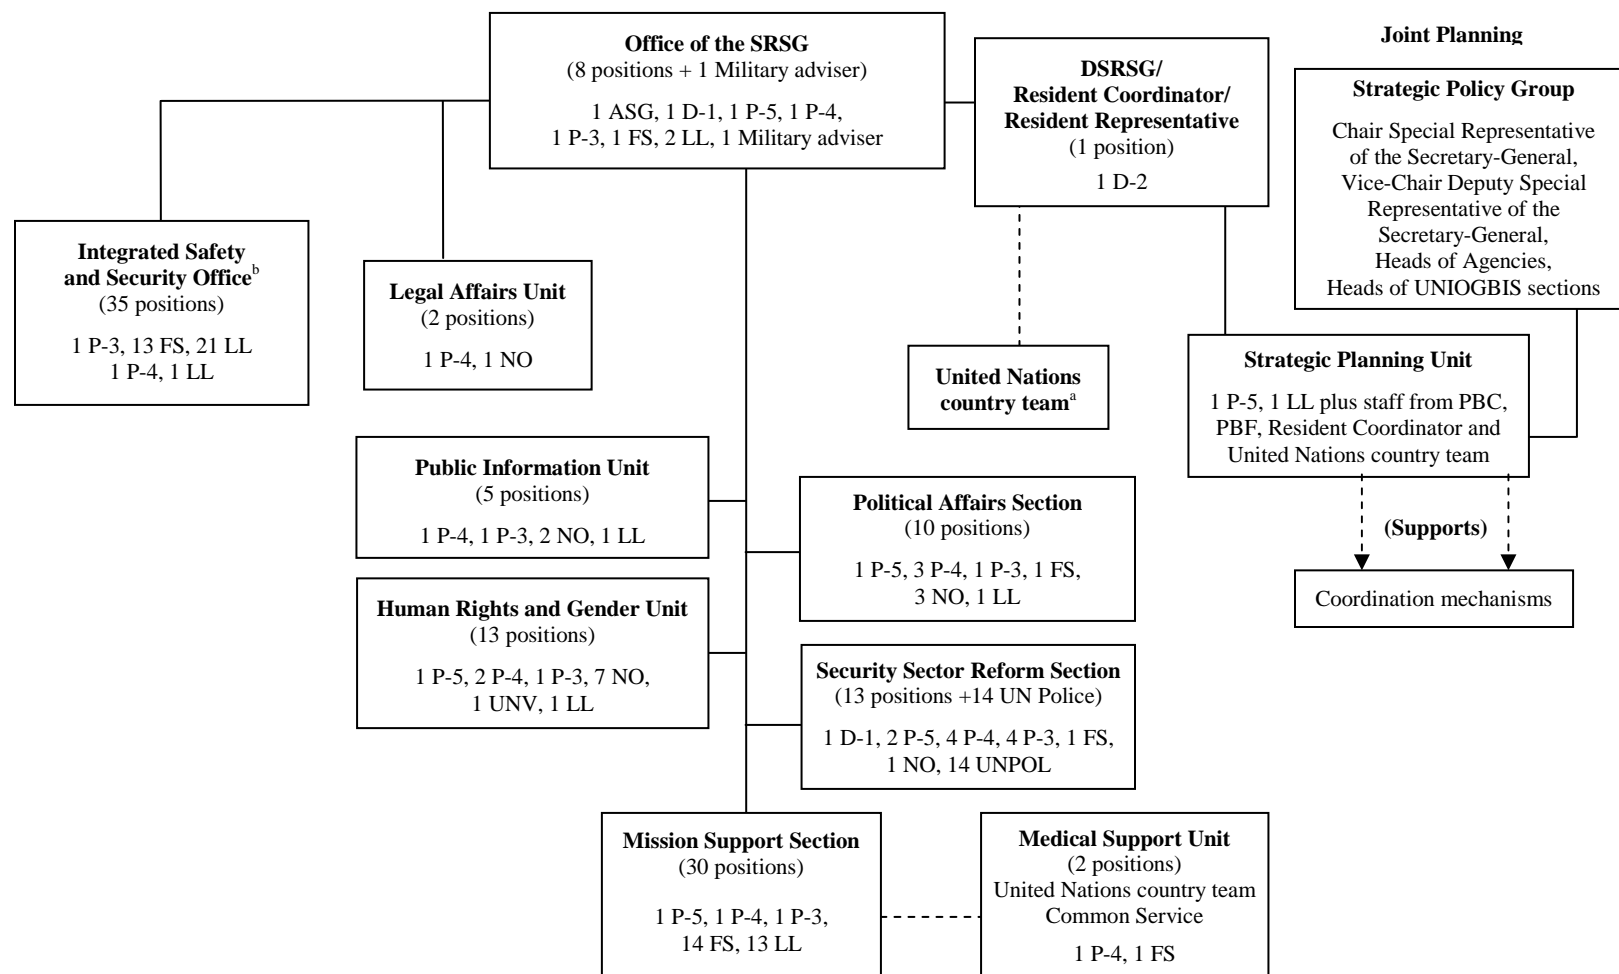 Office of the SRSG
(8 positions + 1 Military adviser)
1 ASG, 1 D-1, 1 P-5, 1 P-4,
1 P-3, 1 FS, 2 LL, 1 Military adviser
DSRSG/
Resident Coordinator/
Resident Representative
(1 position)
1 D-2
Joint Planning
Strategic Policy Group
Chair Special Representative
of the Secretary-General,
Vice-Chair Deputy Special
Representative of the
Secretary-General,
Heads of Agencies,
Heads of UNIOGBIS sections
Integrated Safety
and Security Officeb
(35 positions)
1 P-3, 13 FS, 21 LL
1 P-4, 1 LL
Legal Affairs Unit
(2 positions)
1 P-4, 1 NO
United Nations
country teama
Strategic Planning Unit
1 P-5, 1 LL plus staff from PBC,
PBF, Resident Coordinator and
United Nations country team
Public Information Unit
(5 positions)
1 P-4, 1 P-3, 2 NO, 1 LL
Political Affairs Section
(10 positions)
1 P-5, 3 P-4, 1 P-3, 1 FS,
3 NO, 1 LL
(Supports)
Coordination mechanisms
Human Rights and Gender Unit
(13 positions)
1 P-5, 2 P-4, 1 P-3, 7 NO,
1 UNV, 1 LL
Security Sector Reform Section
(13 positions +14 UN Police)
1 D-1, 2 P-5, 4 P-4, 4 P-3, 1 FS,
1 NO, 14 UNPOL
Mission Support Section
(30 positions)
1 P-5, 1 P-4, 1 P-3,
14 FS, 13 LL
Medical Support Unit
(2 positions)
United Nations country team
Common Service
1 P-4, 1 FS